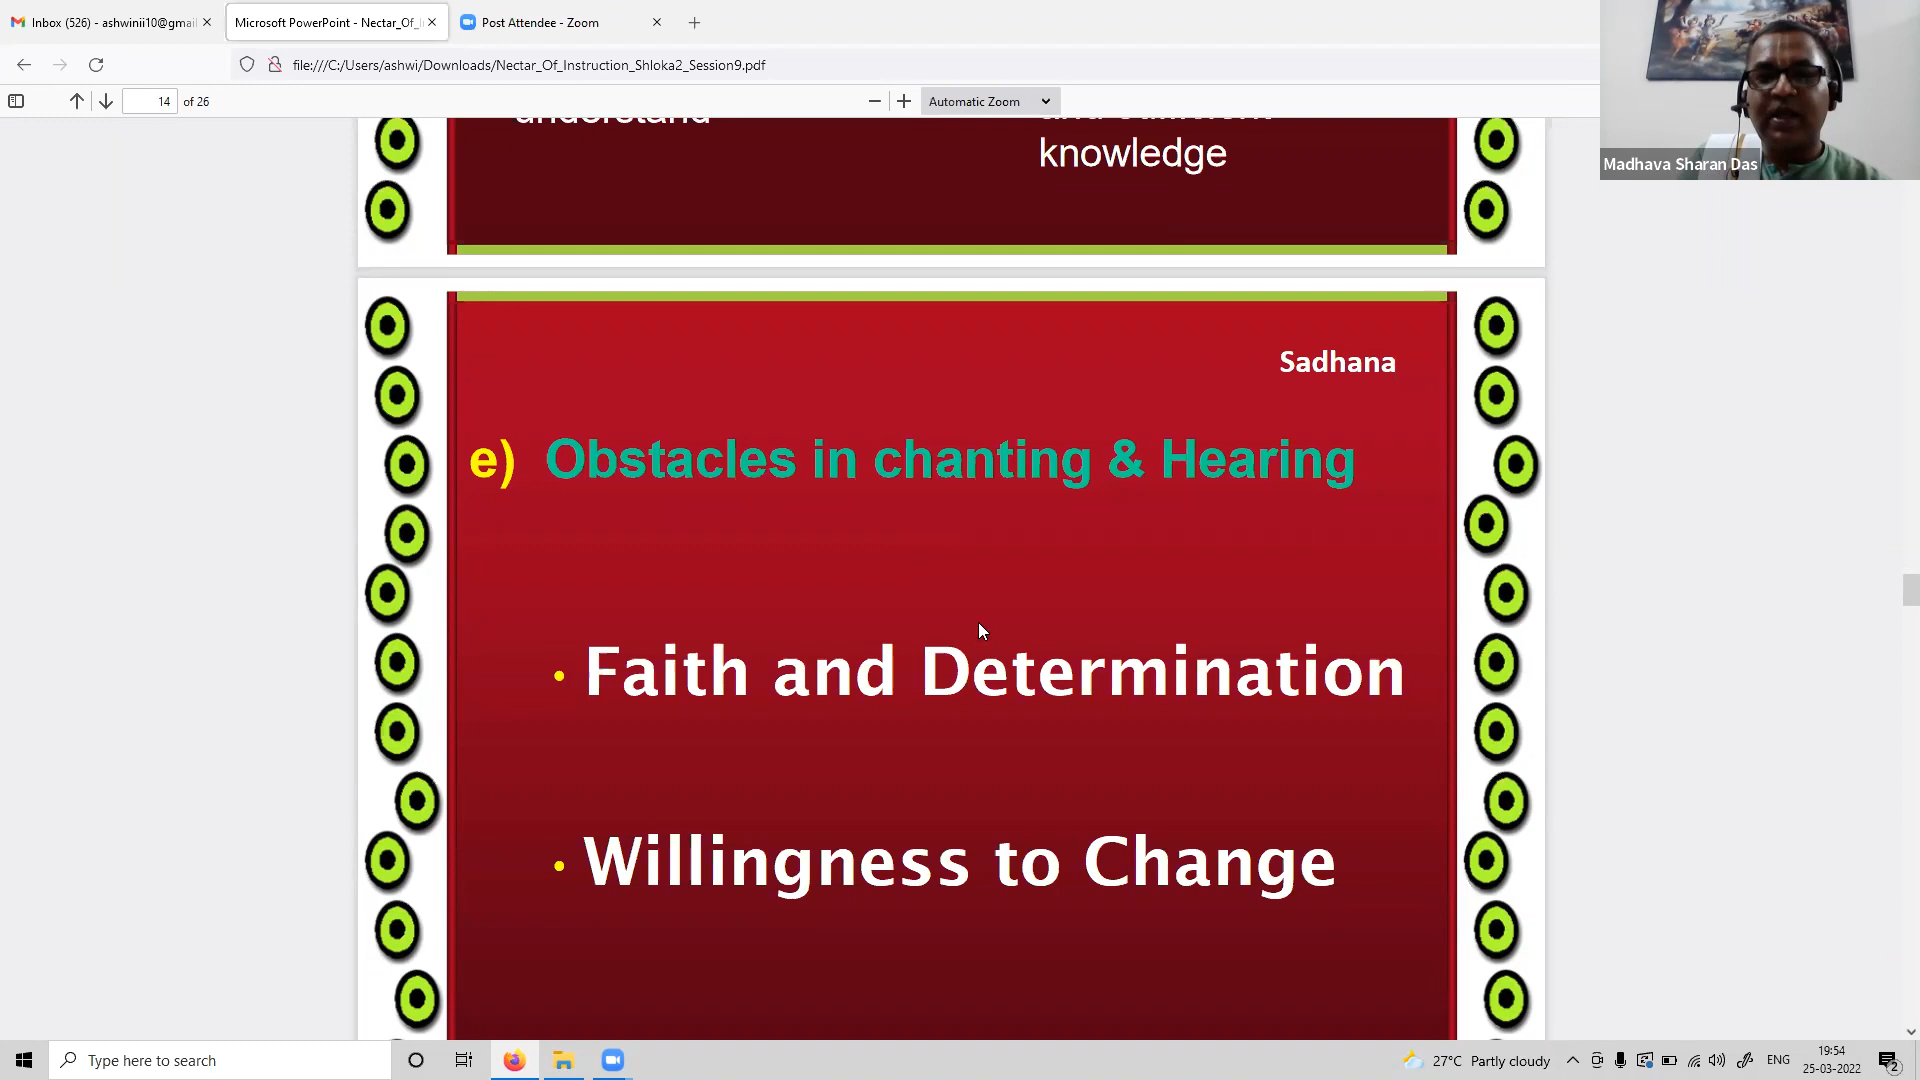 Inbox (526) - ashwinii10@gmai
Microsoft PowerPoint - Nectar_Of_
Post Attendee - Zoom
file:///C:/Users/ashwi/Downloads/Nectar_Of_Instruction_Shloka2_Session9.pdf
14 of 26
Automatic Zoom
Madhava Sharan Das
understand
knowledge
Sadhana
e) Obstacles in chanting & Hearing
• Faith and Determination
• Willingness to Change
Type here to search
27°C Partly cloudy
ENG
19:54
25-03-2022
2